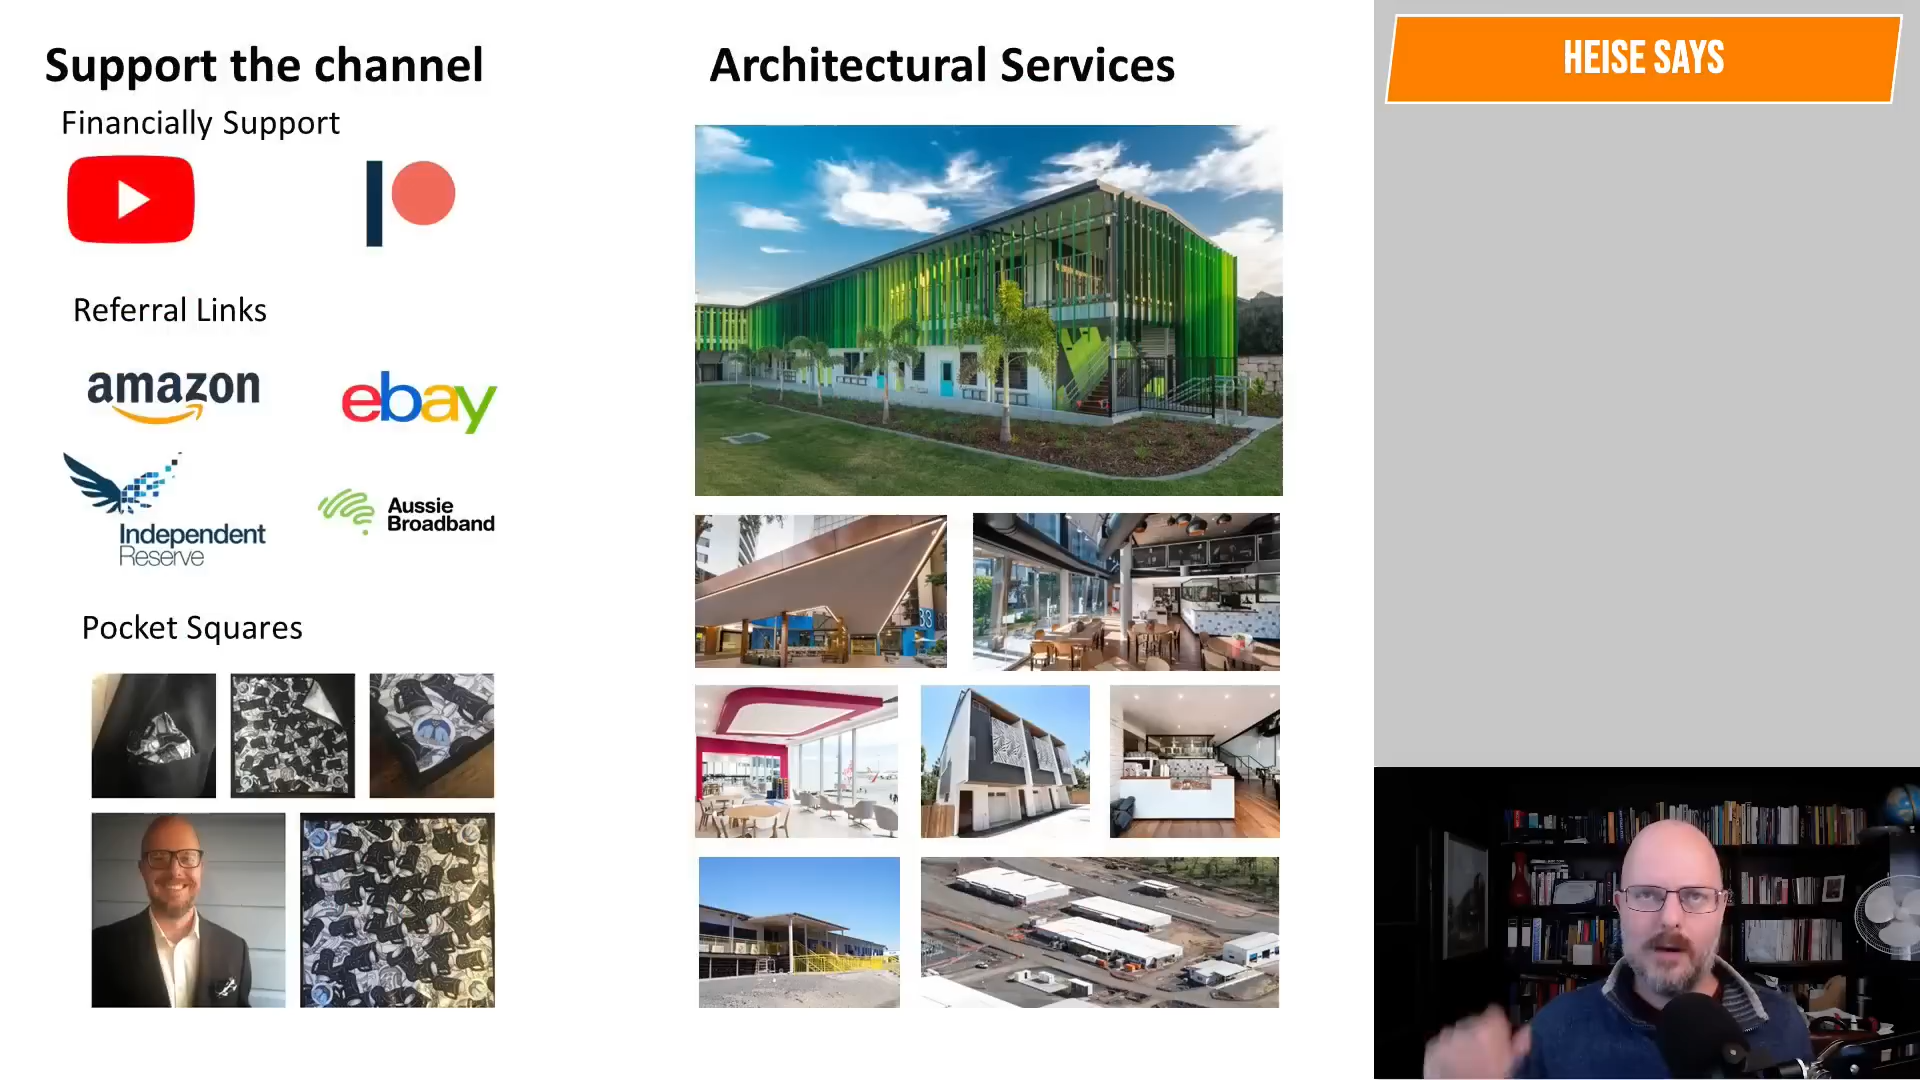 Support the channel
Financially Support
Referral Links
amazon
ebay
Independent
Reserve
Aussie
Broadband
Pocket Squares
Architectural Services
33
HEISE SAYS